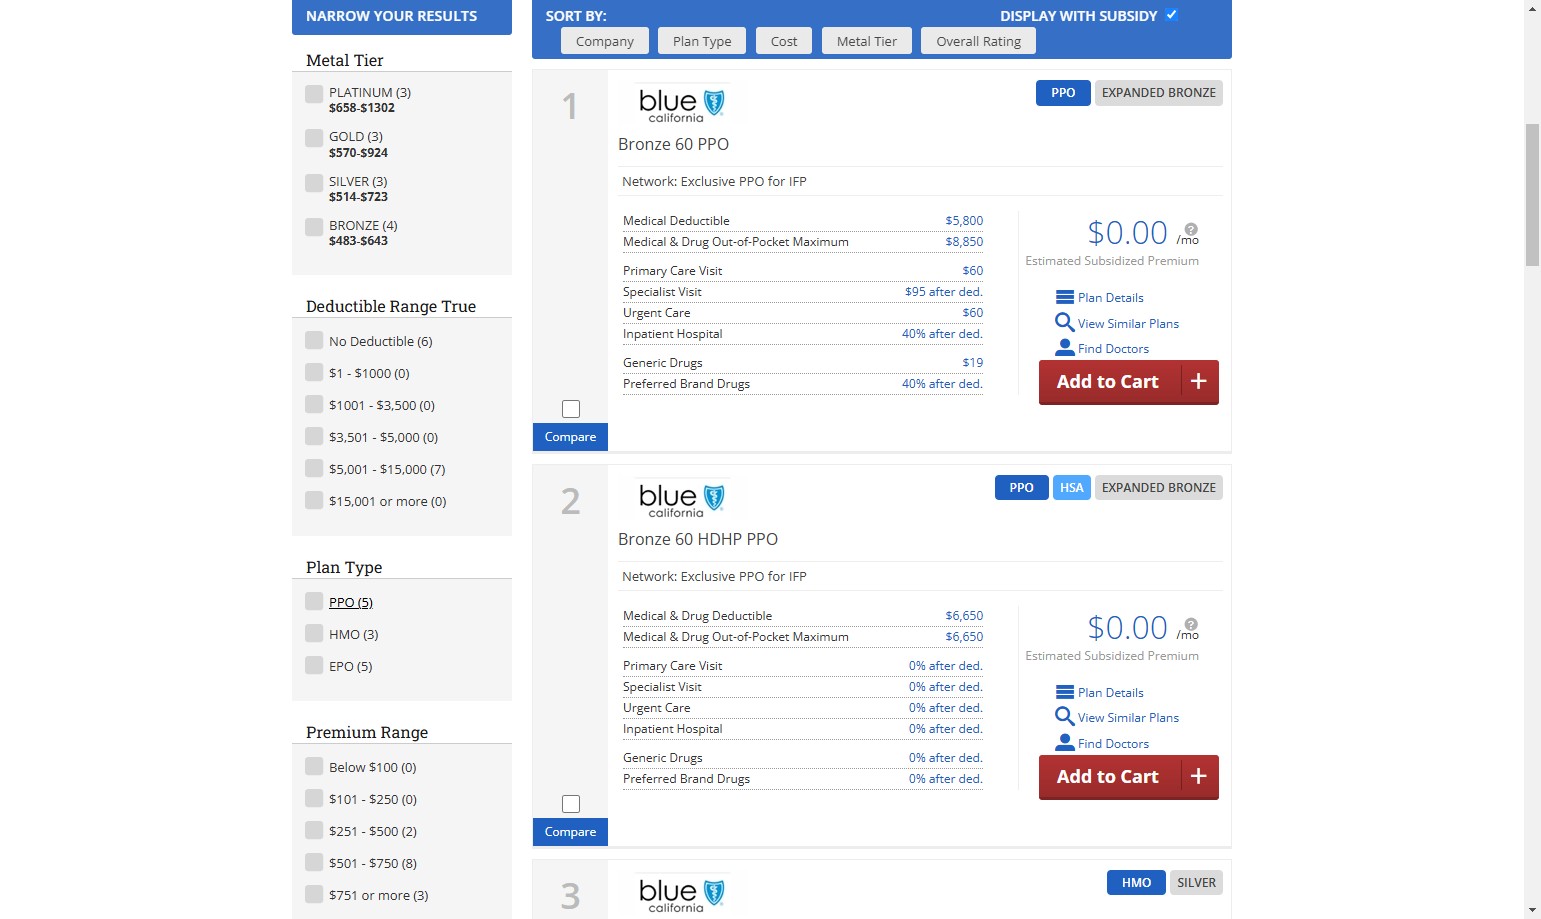 NARROW YOUR RESULTS
Metal Tier
PLATINUM (3)
$658-$1302
GOLD (3)
$570-$924
SILVER (3)
$514-$723
BRONZE (4)
$483-$643
Deductible Range True
No Deductible (6)
$1 - $1000 (0)
$1001 - $3,500 (0)
$3,501 - $5,000 (0)
$5,001 - $15,000 (7)
$15,001 or more (0)
Plan Type
PPO (5)
HMO (3)
EPO (5)
Premium Range
Below $100 (0)
$101 - $250 (0)
$251 - $500 (2)
$501 - $750 (8)
$751 or more (3)
SORT BY:
DISPLAY WITH SUBSIDY
Company Plan Type Cost Metal Tier Overall Rating
1
blue
california
PPO EXPANDED BRONZE
Bronze 60 PPO
Network: Exclusive PPO for IFP
Medical Deductible $5,800
Medical & Drug Out-of-Pocket Maximum $8,850
Primary Care Visit $60
Specialist Visit $95 after ded.
Urgent Care $60
Inpatient Hospital 40% after ded.
Generic Drugs $19
Preferred Brand Drugs 40% after ded.
$0.00 /mo ?
Estimated Subsidized Premium
Plan Details
View Similar Plans
Find Doctors
Add to Cart +
Compare
2
blue
california
PPO HSA EXPANDED BRONZE
Bronze 60 HDHP PPO
Network: Exclusive PPO for IFP
Medical & Drug Deductible $6,650
Medical & Drug Out-of-Pocket Maximum $6,650
Primary Care Visit 0% after ded.
Specialist Visit 0% after ded.
Urgent Care 0% after ded.
Inpatient Hospital 0% after ded.
Generic Drugs 0% after ded.
Preferred Brand Drugs 0% after ded.
$0.00 /mo ?
Estimated Subsidized Premium
Plan Details
View Similar Plans
Find Doctors
Add to Cart +
Compare
3
blue
california
HMO SILVER